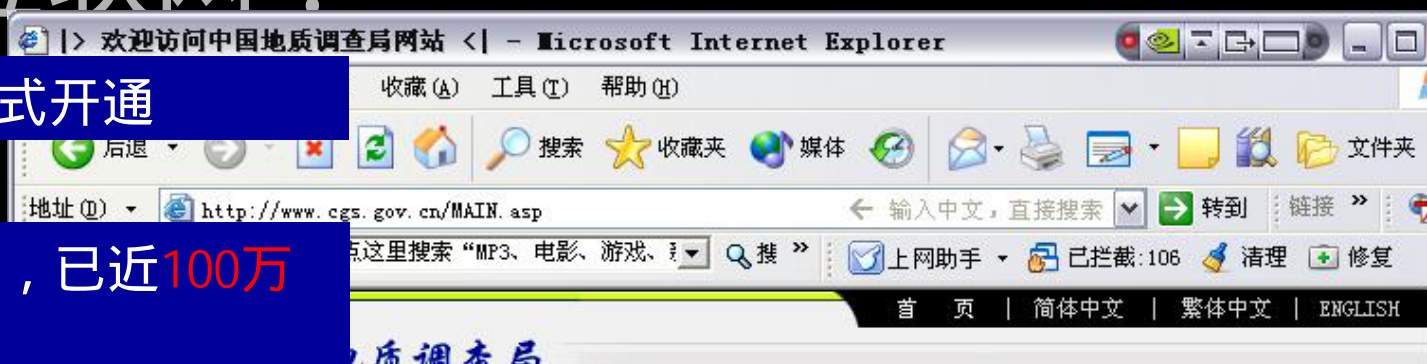 欢迎访问中国地质调查局网站 <| - Microsoft Internet Explorer
式开通
收藏(A) 工具(T) 帮助(H)
后退 搜索 收藏夹 媒体 文件夹
地址(D) http://www.cgs.gov.cn/MAIN.asp 输入中文，直接搜索 转到 链接 »
，已近100万
点这里搜索“MP3、电影、游戏、 搜 » 上网助手 已拦截:106 清理 修复
首 页 | 简体中文 | 繁体中文 | ENGLISH
质调查局